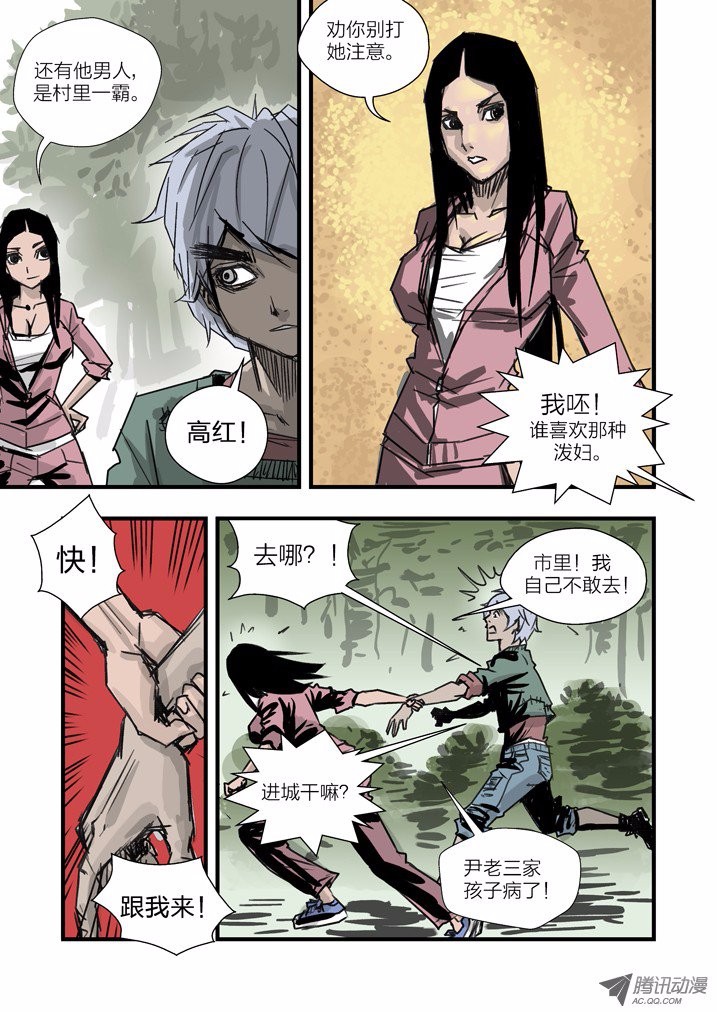 还有他男人，
是村里一霸。
劝你别打
她注意。
高红！
我呸！
谁喜欢那种
泼妇。
快！
跟我来！
去哪？！
市里！我
自己不敢去！
进城干嘛？
尹老三家
孩子病了！
腾讯动漫
AC.QQ.COM